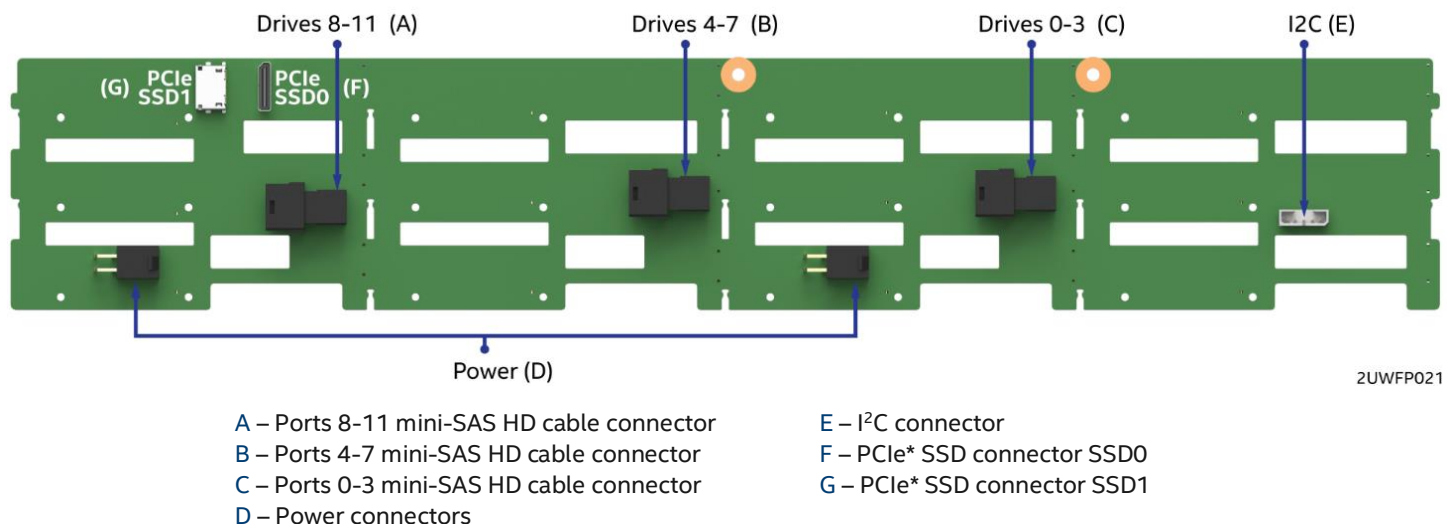 Drives 8-11 (A)
Drives 4-7 (B)
Drives 0-3 (C)
I2C (E)
(G) PCIe SSD1
PCIe SSD0 (F)
Power (D)
2UWFP021
A – Ports 8-11 mini-SAS HD cable connector
B – Ports 4-7 mini-SAS HD cable connector
C – Ports 0-3 mini-SAS HD cable connector
D – Power connectors
E – I²C connector
F – PCIe* SSD connector SSD0
G – PCIe* SSD connector SSD1